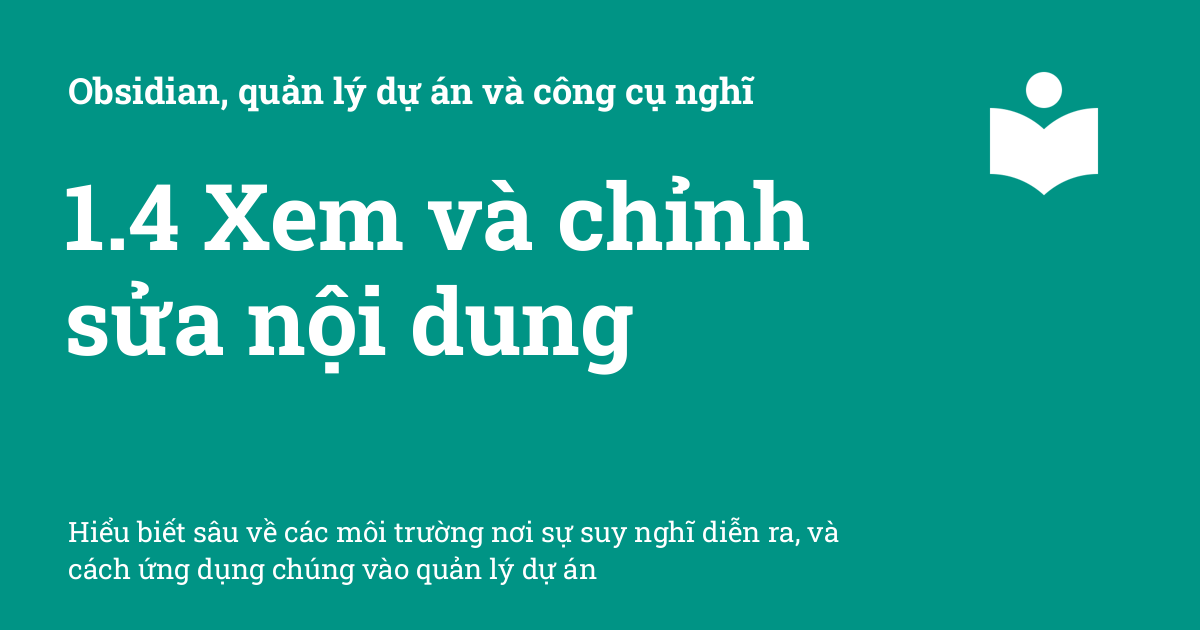 Obsidian, quản lý dự án và công cụ nghĩ
1.4 Xem và chỉnh
sửa nội dung
Hiểu biết sâu về các môi trường nơi sự suy nghĩ diễn ra, và
cách ứng dụng chúng vào quản lý dự án